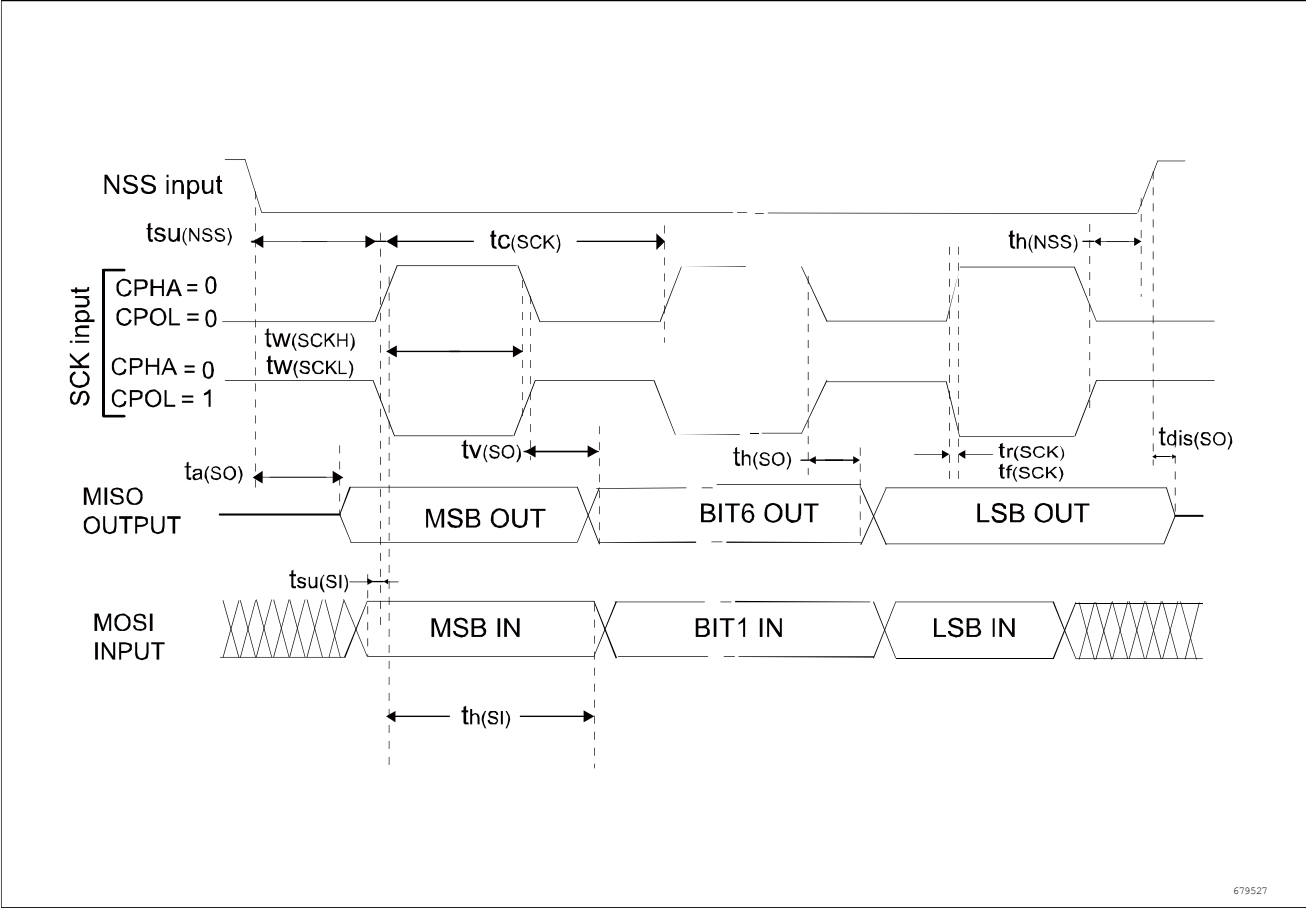 NSS input
tsu(NSS)
tc(SCK)
th(NSS)
SCK input
CPHA = 0
CPOL = 0
tw(SCKH)
tw(SCKL)
CPHA = 0
CPOL = 1
tv(SO)
th(SO)
tr(SCK)
tf(SCK)
tdis(SO)
ta(SO)
MISO
OUTPUT
MSB OUT
BIT6 OUT
LSB OUT
tsu(SI)
MOSI
INPUT
MSB IN
BIT1 IN
LSB IN
th(SI)
679527